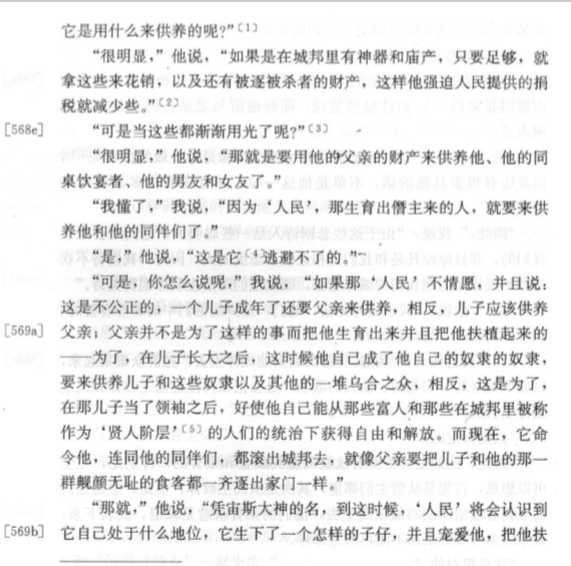 它是用什么来供养的呢?”(1)
“很明显,”他说,“如果是在城邦里有神器和庙产,只要足够,就
拿这些来花销,以及还有被逐被杀者的财产,这样他强迫人民提供的捐
税就减少些。”(2)
[568e] “可是当这些都渐渐用光了呢?”(3)
“很明显,”他说,“那就是要用他的父亲的财产来供养他、他的同
桌饮宴者、他的男友和女友了。”
“我懂了,”我说,“因为‘人民’,那生育出僭主来的人,就要来供
养他和他的同伴们了。”
“是,”他说,“这是它 逃避不了的。”
“可是,你怎么说呢,”我说,“如果那‘人民’不情愿,并且说:
这是不公正的,一个儿子成年了还要父亲来供养,相反,儿子应该供养
[569a] 父亲;父亲并不是为了这样的事而把他生育出来并且把他扶植起来的
——为了,在儿子长大之后,这时候他自己成了他自己的奴隶的奴隶,
要来供养儿子和这些奴隶以及其他的一堆乌合之众,相反,这是为了,
在那儿子当了领袖之后,好使他自己能从那些富人和那些在城邦里被称
作为‘贤人阶层’(5)的人们的统治下获得自由和解放。而现在,它命
令他,连同他的同伴们,都滚出城邦去,就像父亲要把儿子和他的那一
群觍颜无耻的食客都一齐逐出家门一样。”
“那就,”他说,“凭宙斯大神的名,到这时候,‘人民’将会认识到
[569b] 它自己处于什么地位,它生下了一个怎样的子仔,并且宠爱他,把他扶